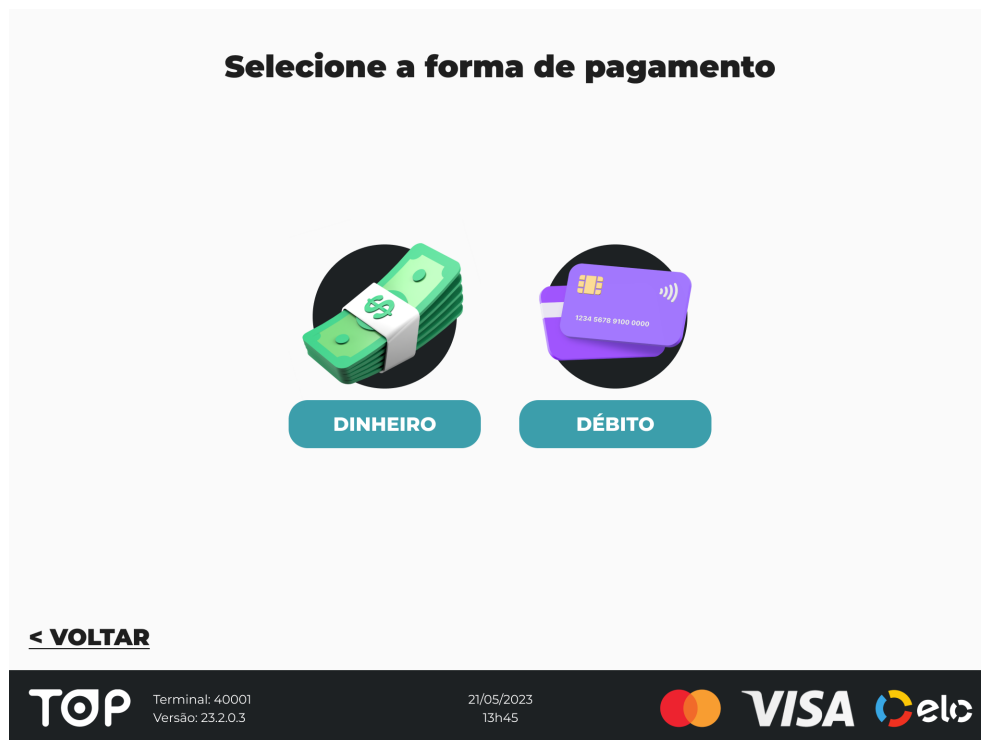 Selecione a forma de pagamento
1234 5678 9100 0000
DINHEIRO
DÉBITO
< VOLTAR
TOP
Terminal: 40001
Versão: 23.2.0.3
21/05/2023
13h45
VISA
elo